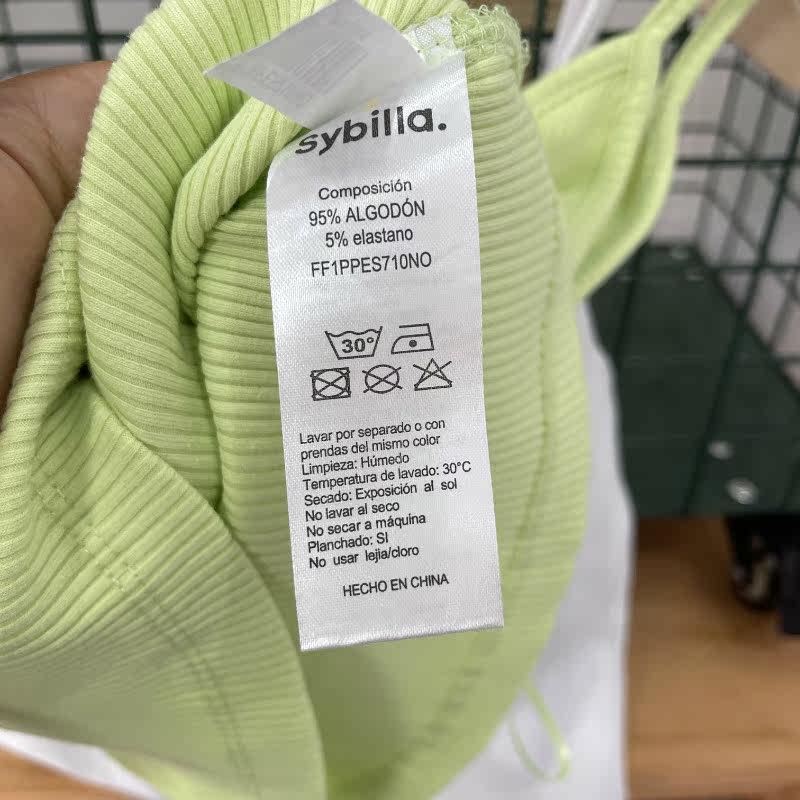 sybilla.
Composición
95% ALGODÓN
5% elastano
FF1PPES710NO
30°
Lavar por separado o con
prendas del mismo color
Limpieza: Húmedo
Temperatura de lavado: 30°C
Secado: Exposición al sol
No lavar al seco
No secar a máquina
Planchado: SI
No usar lejia/cloro
HECHO EN CHINA